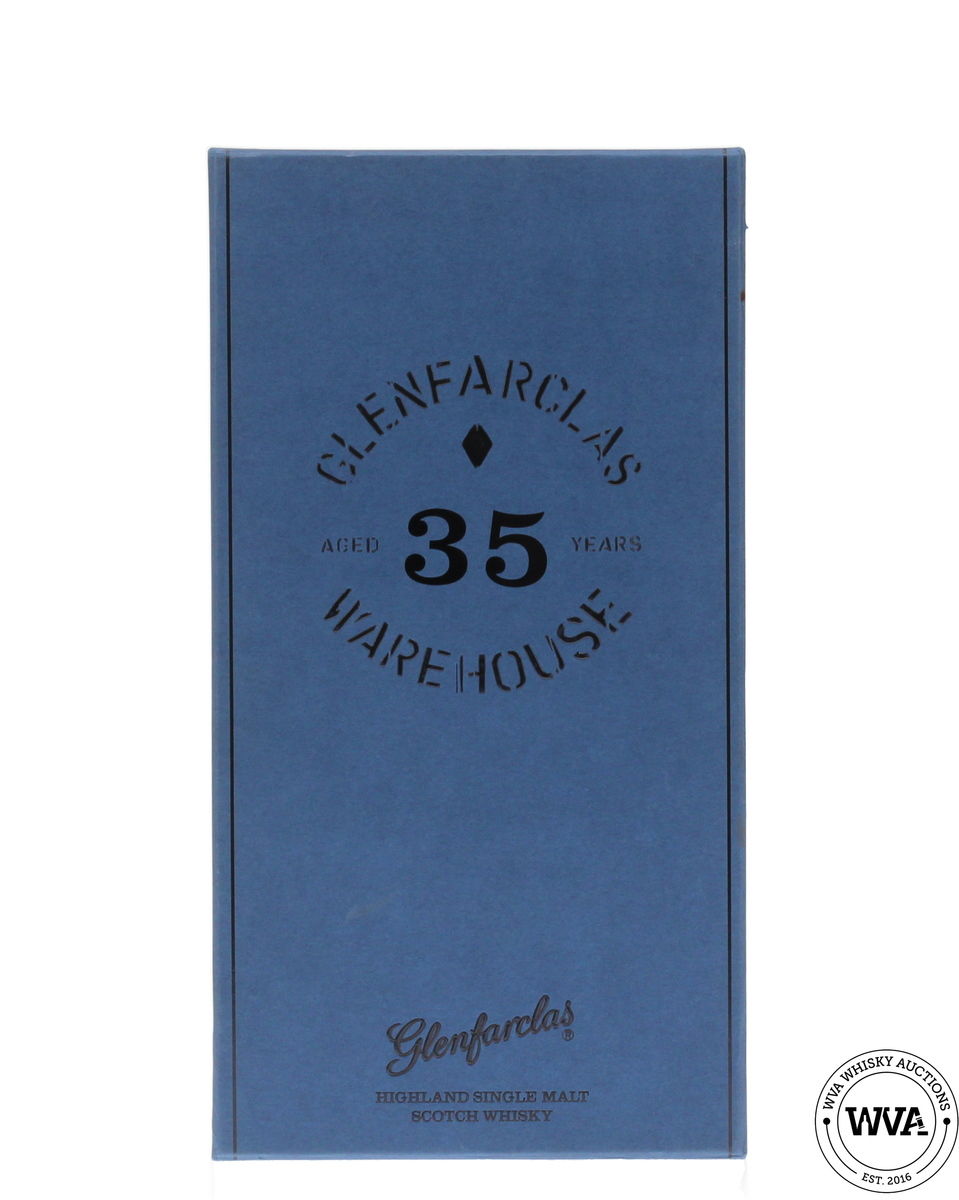 GLENFARCLAS
AGED 35 YEARS
WAREHOUSE
Glenfarclas®
HIGHLAND SINGLE MALT
SCOTCH WHISKY
WVA WHISKY AUCTIONS
WVA
EST. 2016